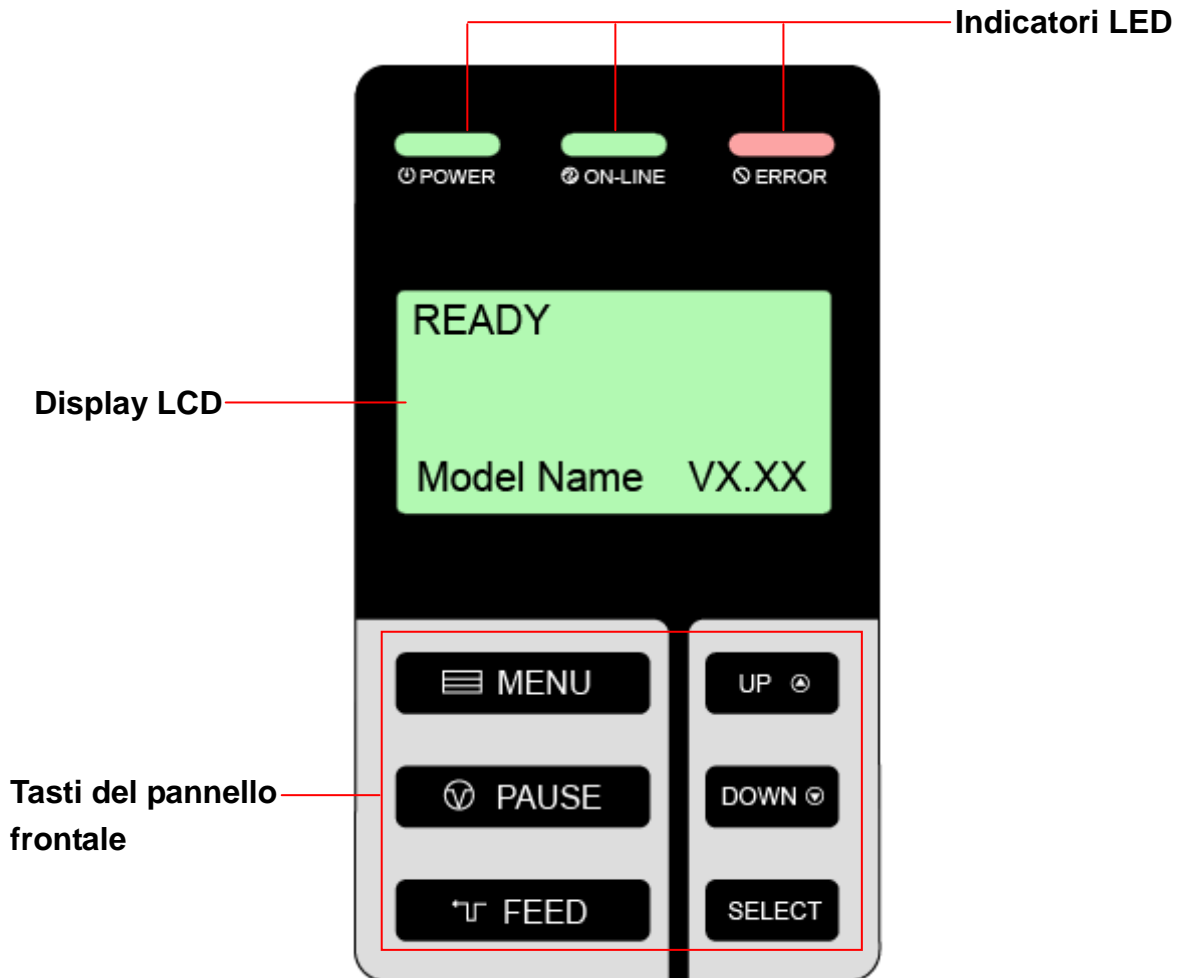 Indicatori LED
POWER ON-LINE ERROR
READY
Display LCD
Model Name VX.XX
MENU UP
Tasti del pannello
frontale
PAUSE DOWN
FEED SELECT